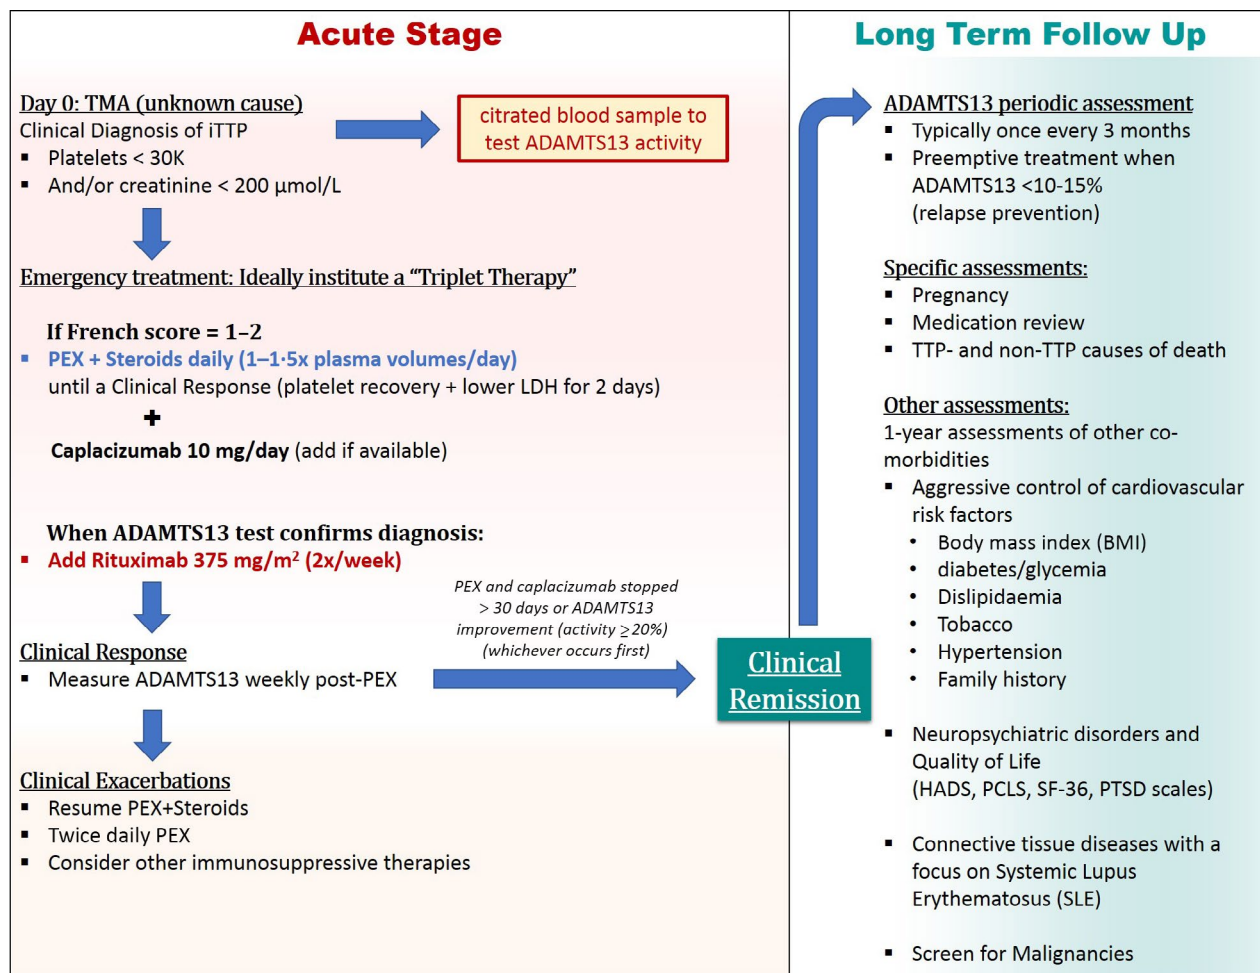 Acute Stage
Day 0: TMA (unknown cause)
Clinical Diagnosis of iTTP
▪ Platelets < 30K
▪ And/or creatinine < 200 µmol/L
citrated blood sample to
test ADAMTS13 activity
Emergency treatment: Ideally institute a “Triplet Therapy”
If French score = 1–2
▪ PEX + Steroids daily (1–1·5x plasma volumes/day)
until a Clinical Response (platelet recovery + lower LDH for 2 days)
+
Caplacizumab 10 mg/day (add if available)
When ADAMTS13 test confirms diagnosis:
▪ Add Rituximab 375 mg/m² (2x/week)
Clinical Response
▪ Measure ADAMTS13 weekly post-PEX
PEX and caplacizumab stopped
> 30 days or ADAMTS13
improvement (activity ≥20%)
(whichever occurs first)
Clinical
Remission
Clinical Exacerbations
▪ Resume PEX+Steroids
▪ Twice daily PEX
▪ Consider other immunosuppressive therapies
Long Term Follow Up
ADAMTS13 periodic assessment
▪ Typically once every 3 months
▪ Preemptive treatment when
ADAMTS13 <10-15%
(relapse prevention)
Specific assessments:
▪ Pregnancy
▪ Medication review
▪ TTP- and non-TTP causes of death
Other assessments:
1-year assessments of other co-
morbidities
▪ Aggressive control of cardiovascular
risk factors
• Body mass index (BMI)
• diabetes/glycemia
• Dislipidaemia
• Tobacco
• Hypertension
• Family history
▪ Neuropsychiatric disorders and
Quality of Life
(HADS, PCLS, SF-36, PTSD scales)
▪ Connective tissue diseases with a
focus on Systemic Lupus
Erythematosus (SLE)
▪ Screen for Malignancies